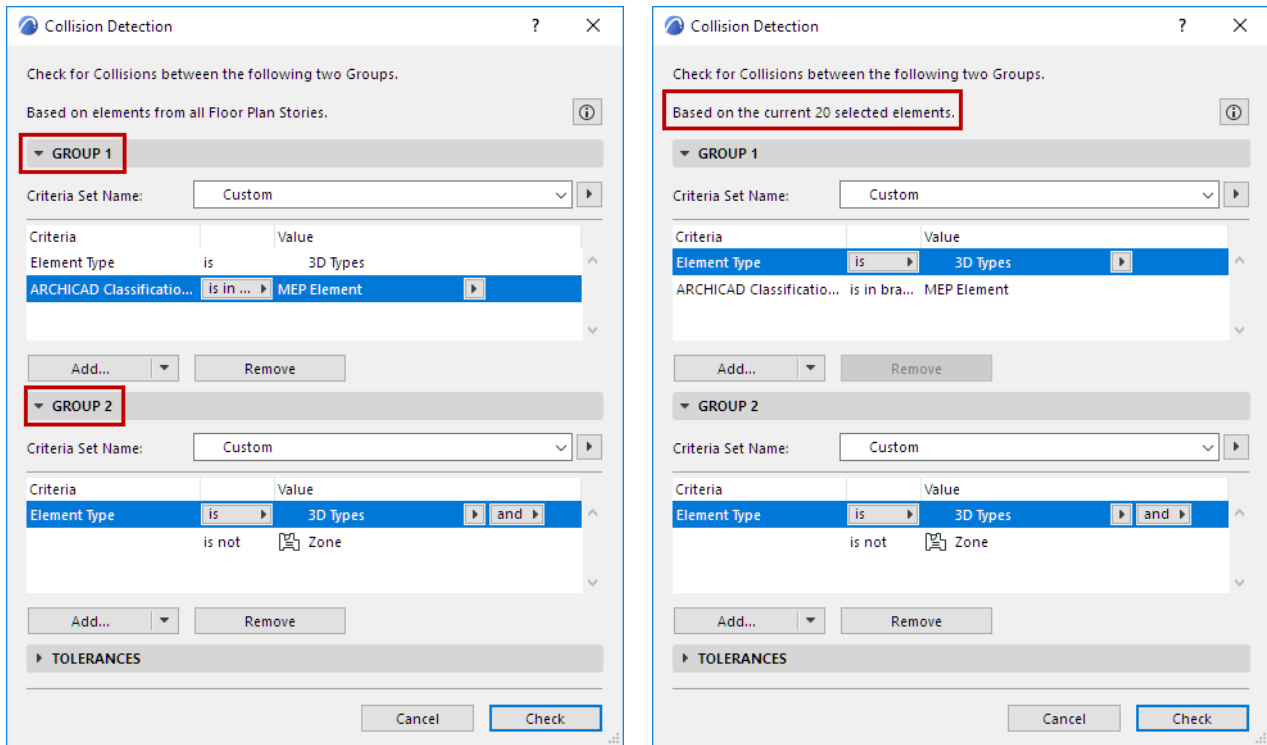 Collision Detection ? ×
Check for Collisions between the following two Groups.
Based on elements from all Floor Plan Stories.
GROUP 1
Criteria Set Name: Custom
Criteria Value
Element Type is 3D Types
ARCHICAD Classificatio... is in ... MEP Element
Add... Remove
GROUP 2
Criteria Set Name: Custom
Criteria Value
Element Type is 3D Types and
is not Zone
Add... Remove
TOLERANCES
Cancel Check
Collision Detection ? ×
Check for Collisions between the following two Groups.
Based on the current 20 selected elements.
GROUP 1
Criteria Set Name: Custom
Criteria Value
Element Type is 3D Types
ARCHICAD Classificatio... is in bra... MEP Element
Add... Remove
GROUP 2
Criteria Set Name: Custom
Criteria Value
Element Type is 3D Types and
is not Zone
Add... Remove
TOLERANCES
Cancel Check